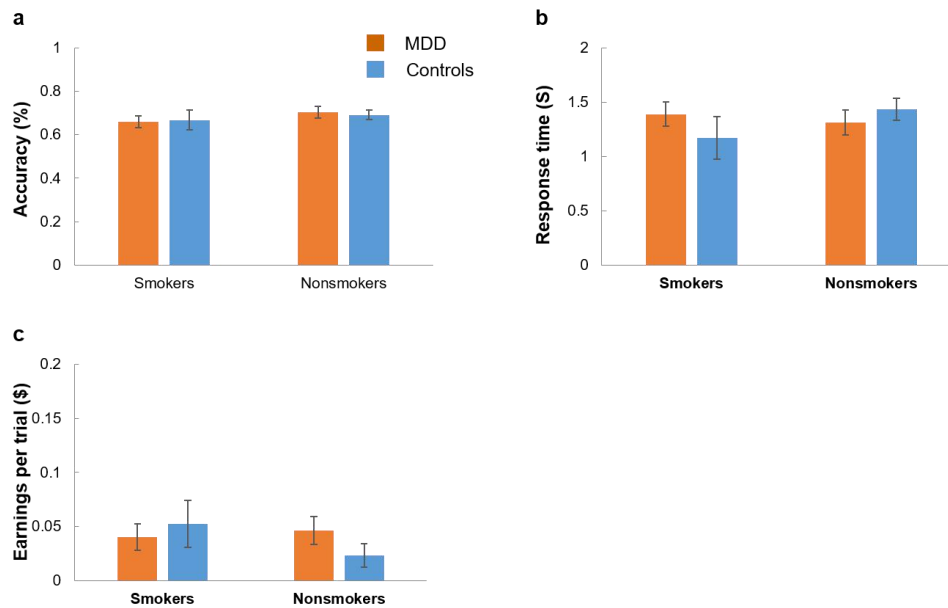 a
Accuracy (%)
1
0.8
0.6
0.4
0.2
0
Smokers
Nonsmokers
MDD
Controls
b
Response time (S)
2
1.5
1
0.5
0
Smokers
Nonsmokers
c
Earnings per trial ($)
0.2
0.15
0.1
0.05
0
Smokers
Nonsmokers